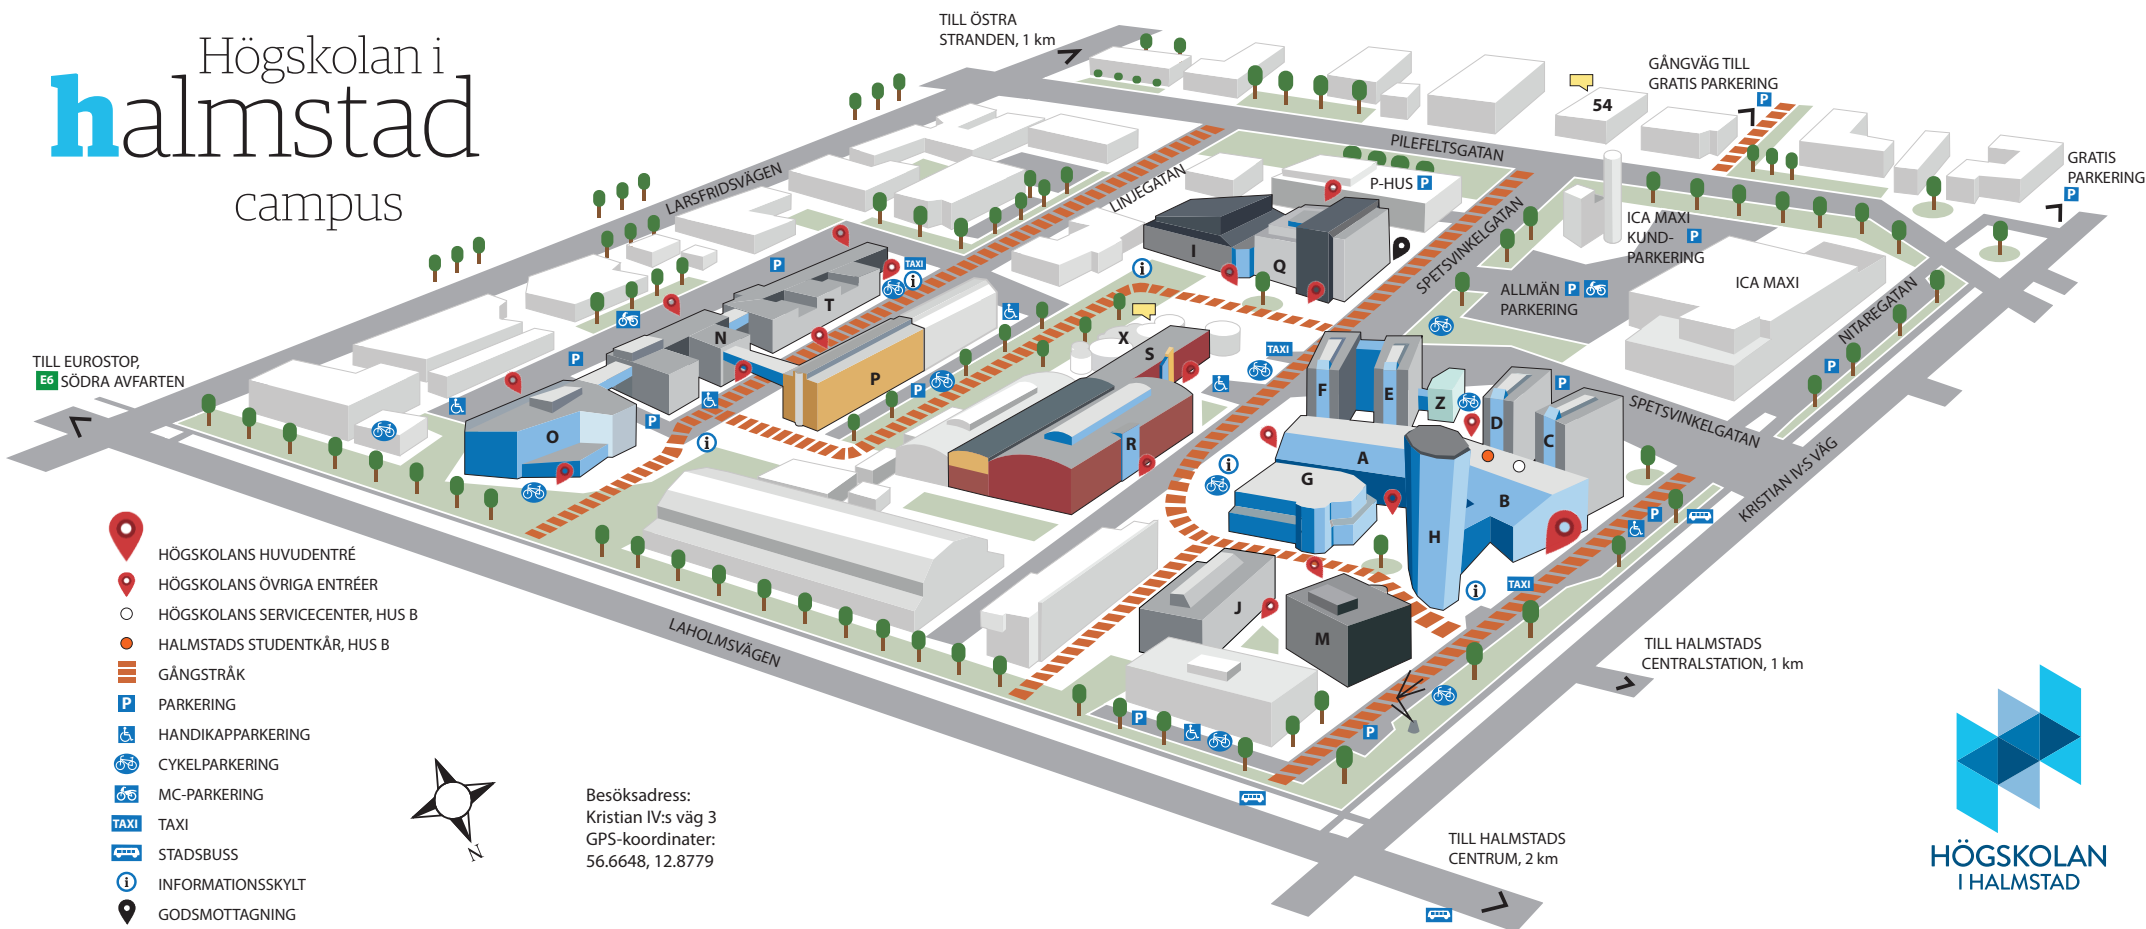 Högskolan i
halmstad
campus
TILL ÖSTRA
STRANDEN, 1 km
GÅNGVÄG TILL
GRATIS PARKERING
P
54
GRATIS
PARKERING
P
PILEFELTSGATAN
LARSFRIDSVÄGEN
LINJEGATAN
P-HUS P
SPETSVINKELGATAN
ICA MAXI
KUND- P
PARKERING
ICA MAXI
ALLMÄN P
PARKERING
NITAREGATAN
P
TILL EUROSTOP,
E6 SÖDRA AVFARTEN
P
TAXI
i
i
I
Q
T
N
P
P
P
X
S
TAXI
F
E
Z
D
C
P
SPETSVINKELGATAN
KRISTIAN IV:S VÄG
O
P
i
R
i
A
G
B
H
P
i
TAXI
J
M
LAHOLMSVÄGEN
P
P
TILL HALMSTADS
CENTRALSTATION, 1 km
TILL HALMSTADS
CENTRUM, 2 km
HÖGSKOLANS HUVUDENTRÉ
HÖGSKOLANS ÖVRIGA ENTRÉER
HÖGSKOLANS SERVICECENTER, HUS B
HALMSTADS STUDENTKÅR, HUS B
GÅNGSTRÅK
P PARKERING
HANDIKAPPARKERING
CYKELPARKERING
MC-PARKERING
TAXI TAXI
STADSBUSS
i INFORMATIONSSKYLT
GODSMOTTAGNING
N
Besöksadress:
Kristian IV:s väg 3
GPS-koordinater:
56.6648, 12.8779
HÖGSKOLAN
I HALMSTAD